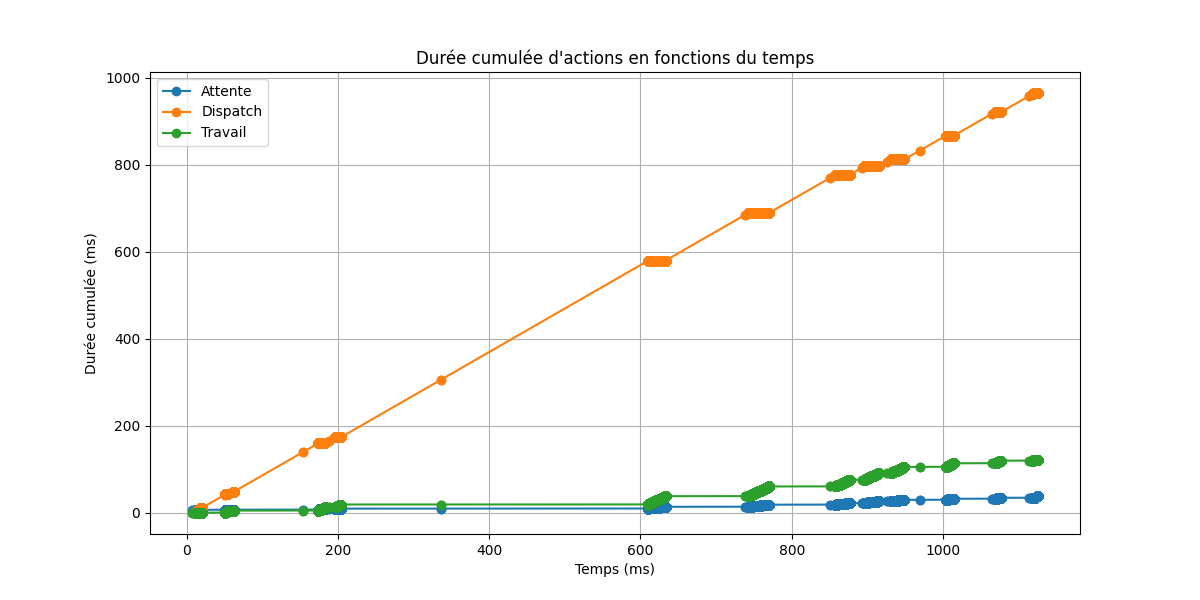 Durée cumulée d'actions en fonctions du temps
Attente
Dispatch
Travail
Durée cumulée (ms)
1000
800
600
400
200
0
0 200 400 600 800 1000
Temps (ms)